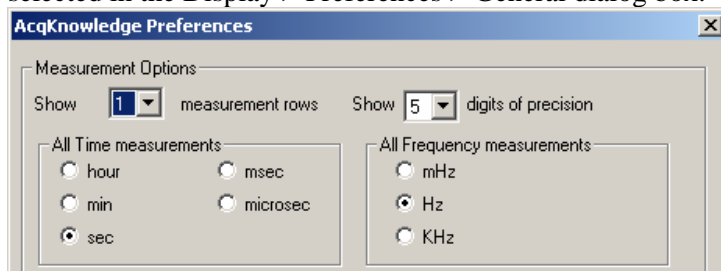 selected in the Display > Preferences > General dialog box.
AcqKnowledge Preferences
Measurement Options
Show 1 measurement rows Show 5 digits of precision
All Time measurements All Frequency measurements
hour msec mHz
min microsec Hz
sec KHz